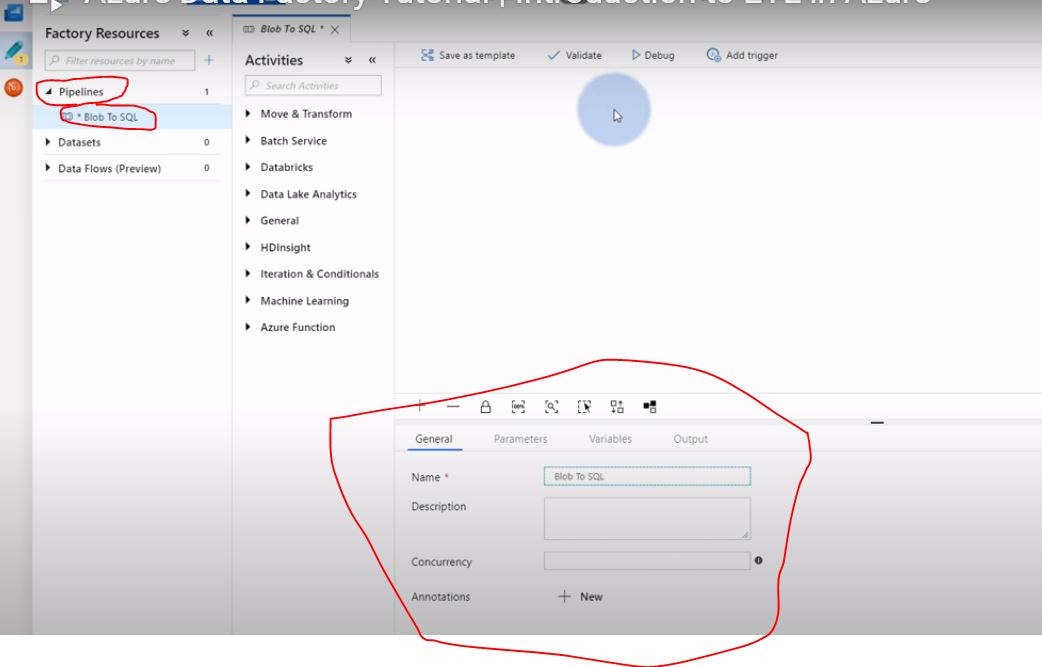 Azure Data Factory Tutorial | Introduction to ETL in Azure
Factory Resources
Filter resources by name
1
Pipelines 1
* Blob To SQL
Datasets 0
Data Flows (Preview) 0
Blob To SQL *
Activities
Search Activities
Move & Transform
Batch Service
Databricks
Data Lake Analytics
General
HDInsight
Iteration & Conditionals
Machine Learning
Azure Function
Save as template Validate Debug Add trigger
General Parameters Variables Output
Name * Blob To SQL
Description
Concurrency
Annotations + New